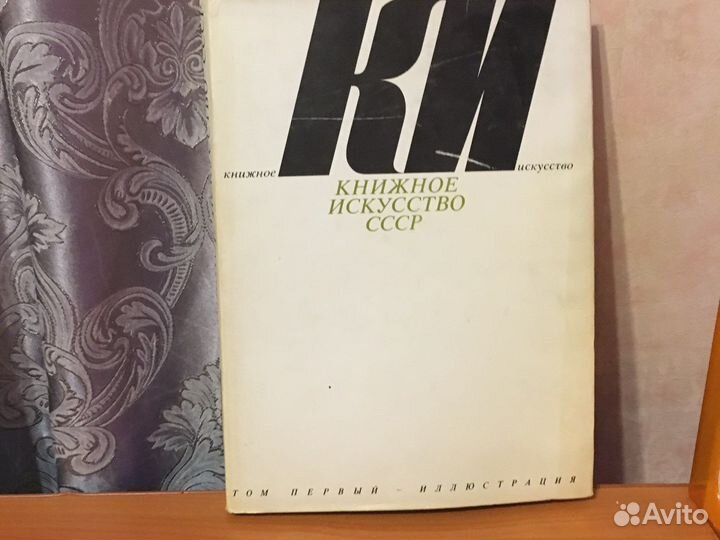 КИ
книжное искусство
КНИЖНОЕ
ИСКУССТВО
СССР
ТОМ ПЕРВЫЙ – ИЛЛЮСТРАЦИЯ
Avito